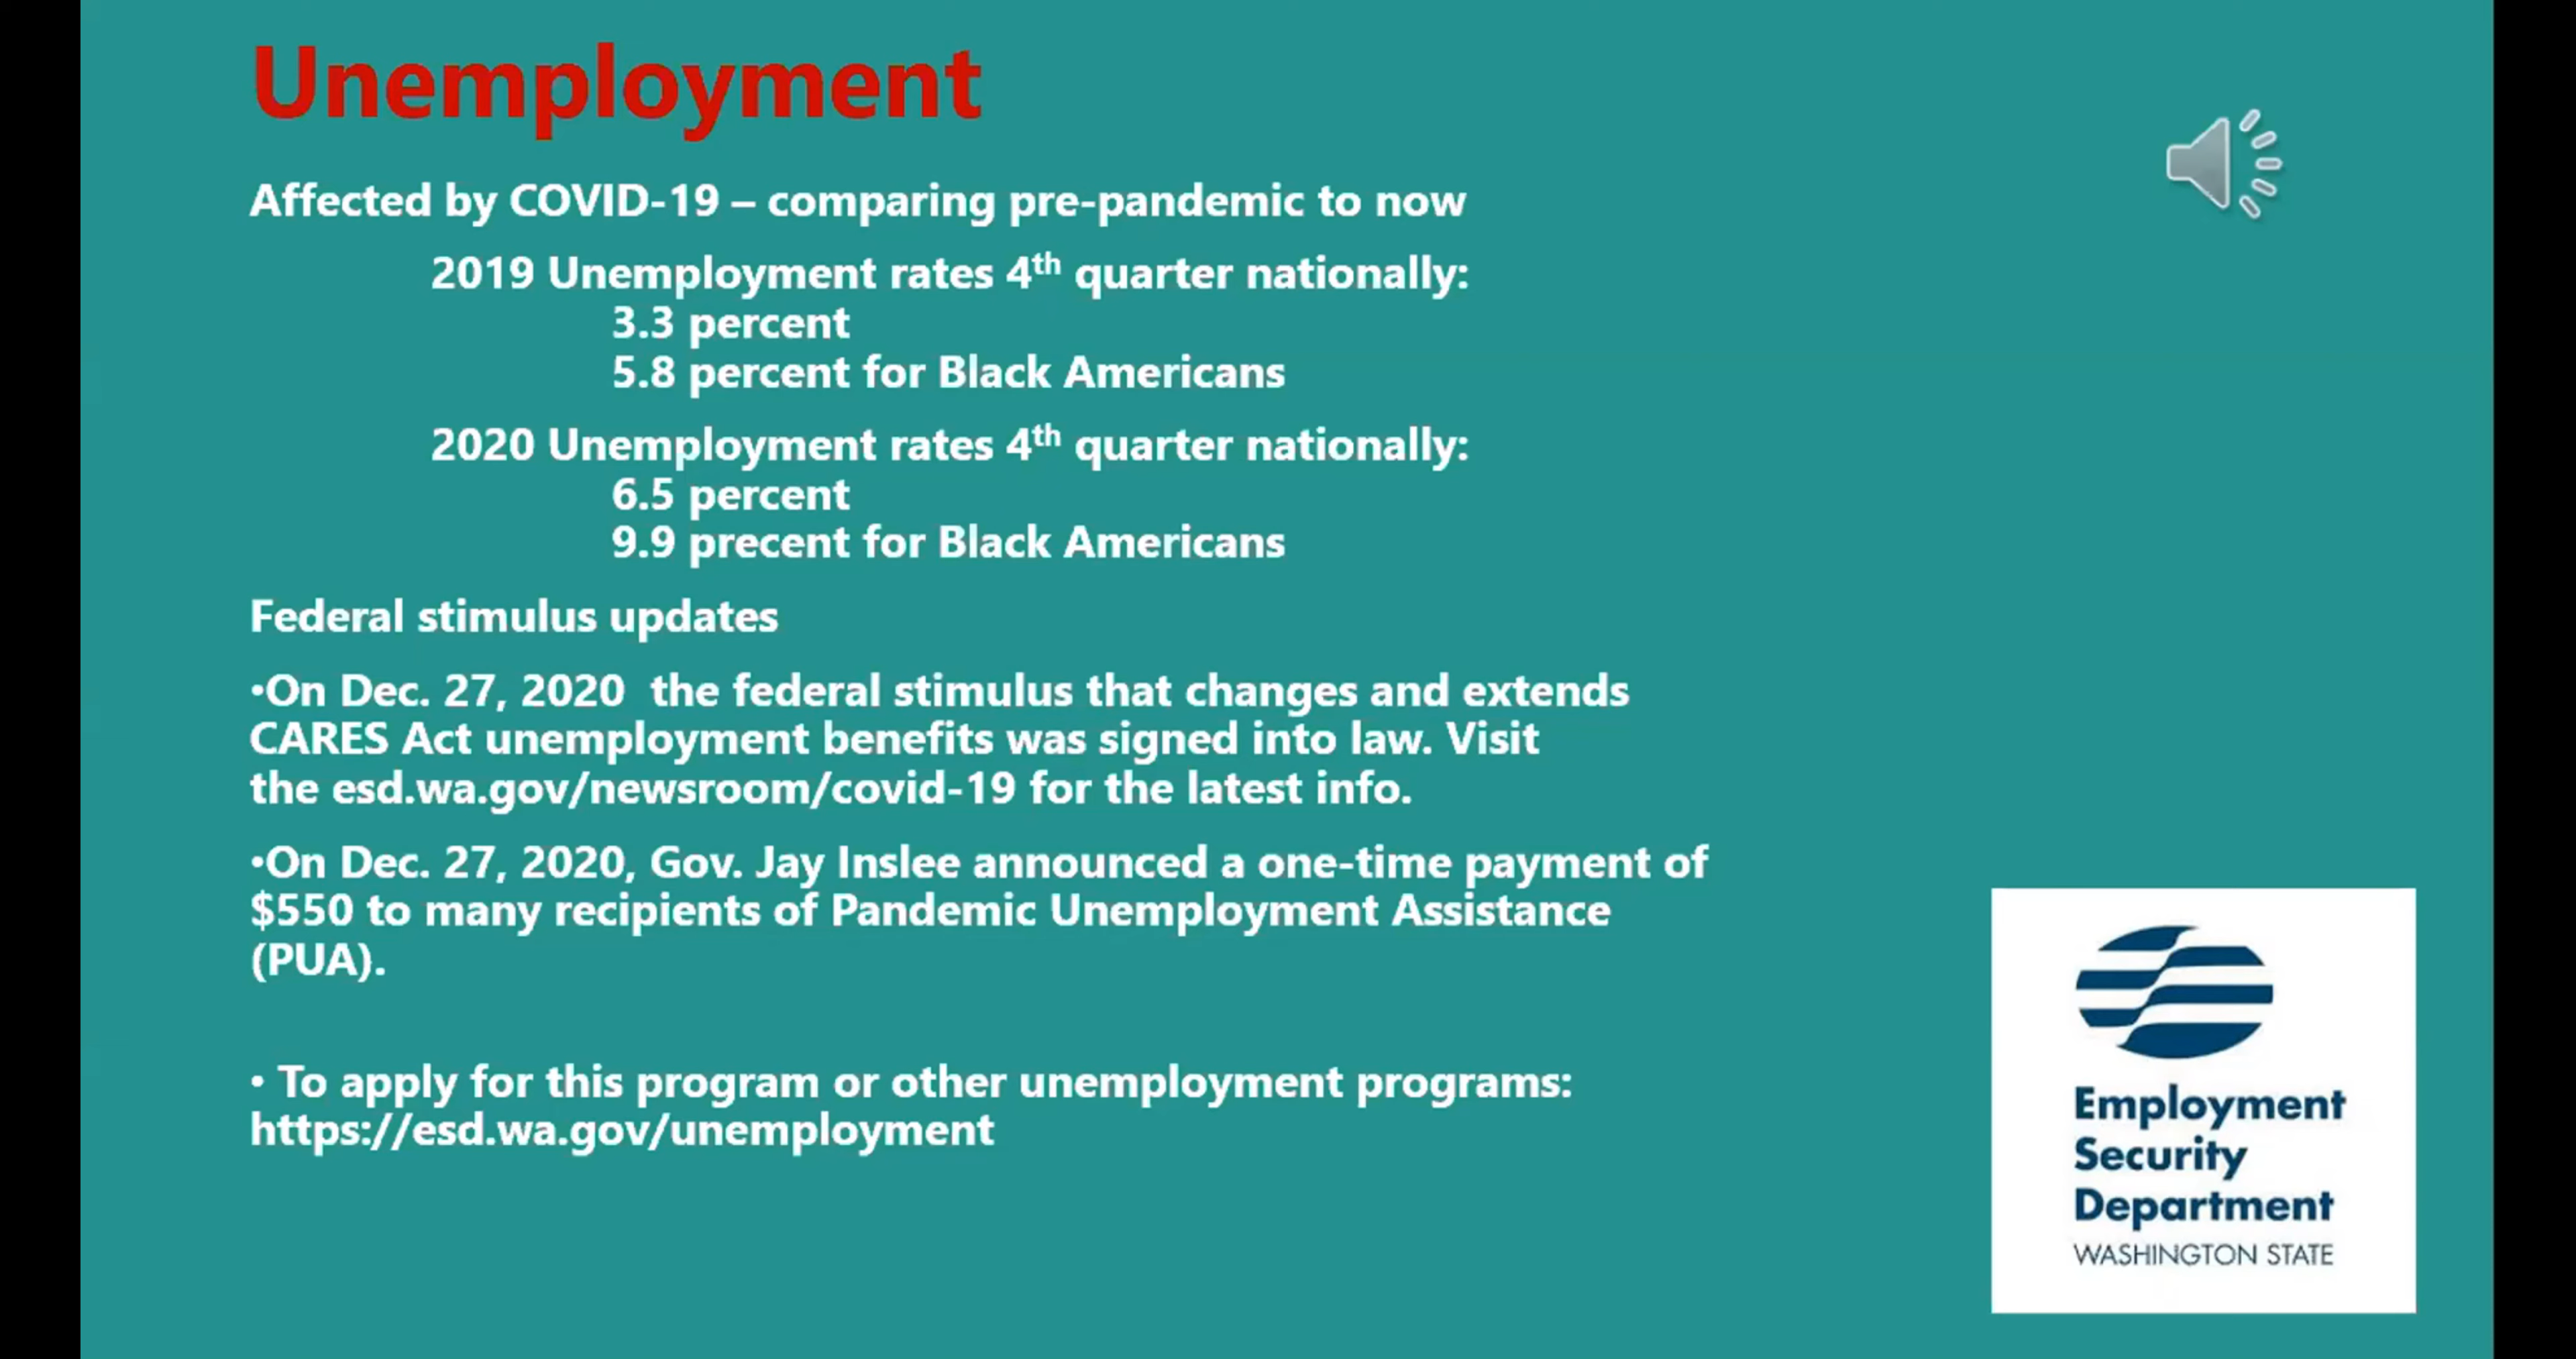 Unemployment
Affected by COVID-19 – comparing pre-pandemic to now
2019 Unemployment rates 4th quarter nationally:
3.3 percent
5.8 percent for Black Americans
2020 Unemployment rates 4th quarter nationally:
6.5 percent
9.9 precent for Black Americans
Federal stimulus updates
•On Dec. 27, 2020  the federal stimulus that changes and extends
CARES Act unemployment benefits was signed into law. Visit
the esd.wa.gov/newsroom/covid-19 for the latest info.
•On Dec. 27, 2020, Gov. Jay Inslee announced a one-time payment of
$550 to many recipients of Pandemic Unemployment Assistance
(PUA).
• To apply for this program or other unemployment programs:
https://esd.wa.gov/unemployment
Employment
Security
Department
WASHINGTON STATE